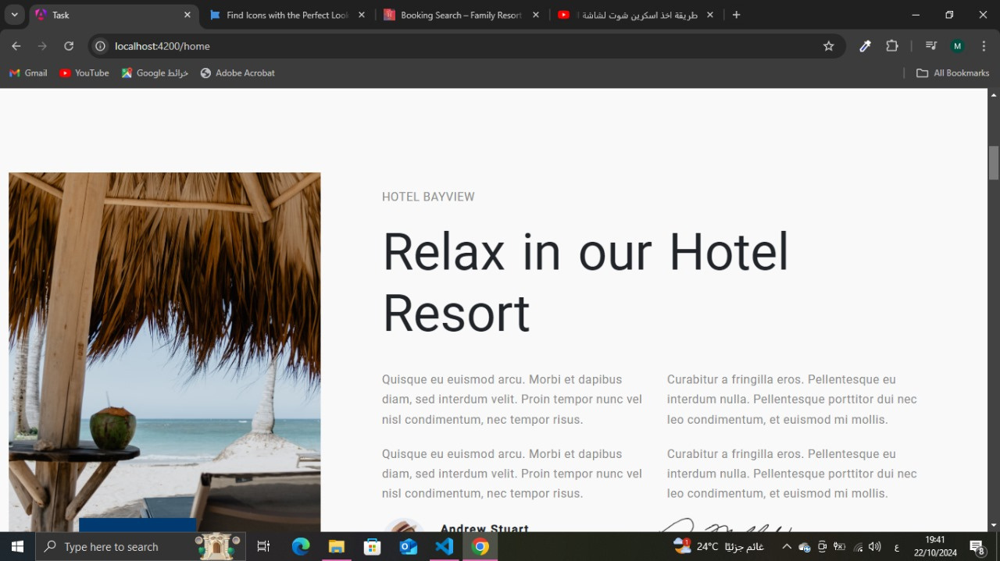 Task
Find Icons with the Perfect Look
Booking Search – Family Resort
طريقة اخذ اسكرين شوت لشاشة ا
localhost:4200/home
M
Gmail
YouTube
Google خرائط
Adobe Acrobat
All Bookmarks
HOTEL BAYVIEW
Relax in our Hotel
Resort
Quisque eu euismod arcu. Morbi et dapibus
diam, sed interdum velit. Proin tempor nunc vel
nisl condimentum, nec tempor risus.
Curabitur a fringilla eros. Pellentesque eu
interdum nulla. Pellentesque porttitor dui nec
leo condimentum, et euismod mi mollis.
Quisque eu euismod arcu. Morbi et dapibus
diam, sed interdum velit. Proin tempor nunc vel
nisl condimentum, nec tempor risus.
Curabitur a fringilla eros. Pellentesque eu
interdum nulla. Pellentesque porttitor dui nec
leo condimentum, et euismod mi mollis.
Andrew Stuart
Type here to search
1
24°C غائم جزئيًا
ع
19:41
22/10/2024
8